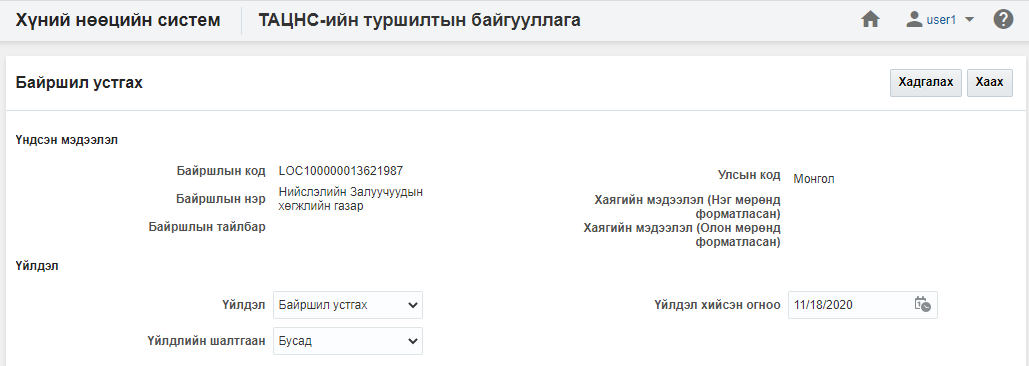 Хүний нөөцийн систем
ТАЦНС-ийн туршилтын байгууллага
user1
Байршил устгах
Хадгалах
Хаах
Үндсэн мэдээлэл
Байршлын код LOC100000013621987
Улсын код Монгол
Байршлын нэр Нийслэлийн Залуучуудын
хөгжлийн газар
Хаягийн мэдээлэл (Нэг мөрөнд
форматласан)
Байршлын тайлбар
Хаягийн мэдээлэл (Олон мөрөнд
форматласан)
Үйлдэл
Үйлдэл Байршил устгах
Үйлдэл хийсэн огноо 11/18/2020
Үйлдлийн шалтгаан Бусад